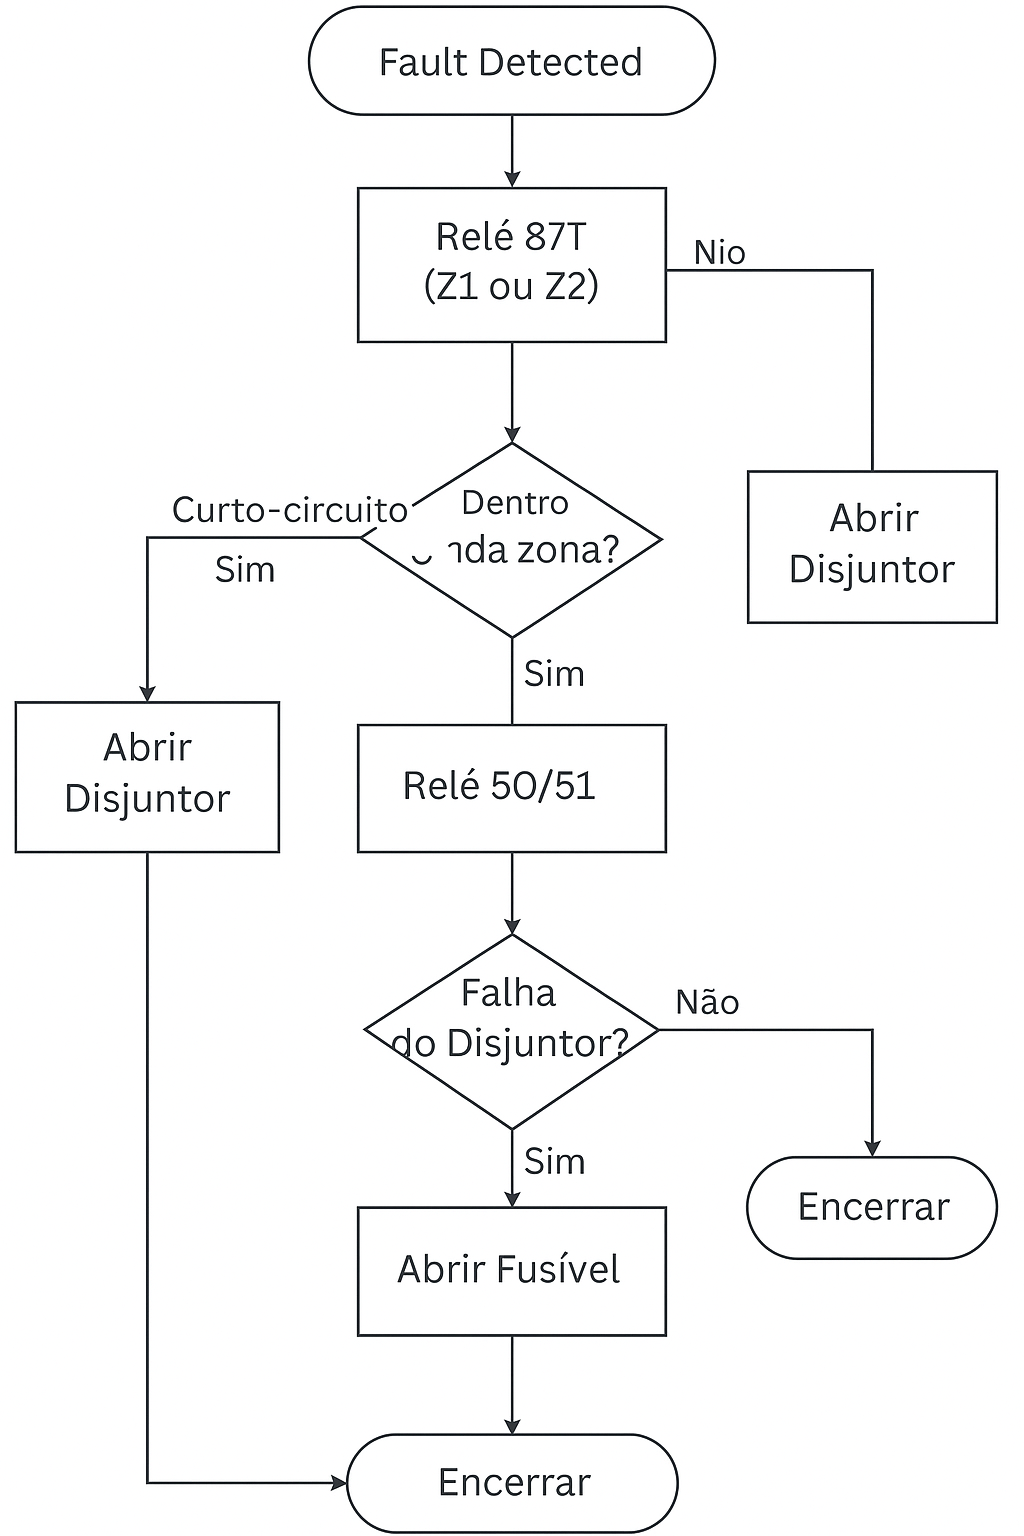 Fault Detected
Relé 87T
(Z1 ou Z2)
Nio
Dentro
zona?
Curto-circuito
Sim
Abrir
Disjuntor
Sim
Abrir
Disjuntor
Relé 50/51
Falha
do Disjuntor?
Não
Sim
Encerrar
Abrir Fusível
Encerrar